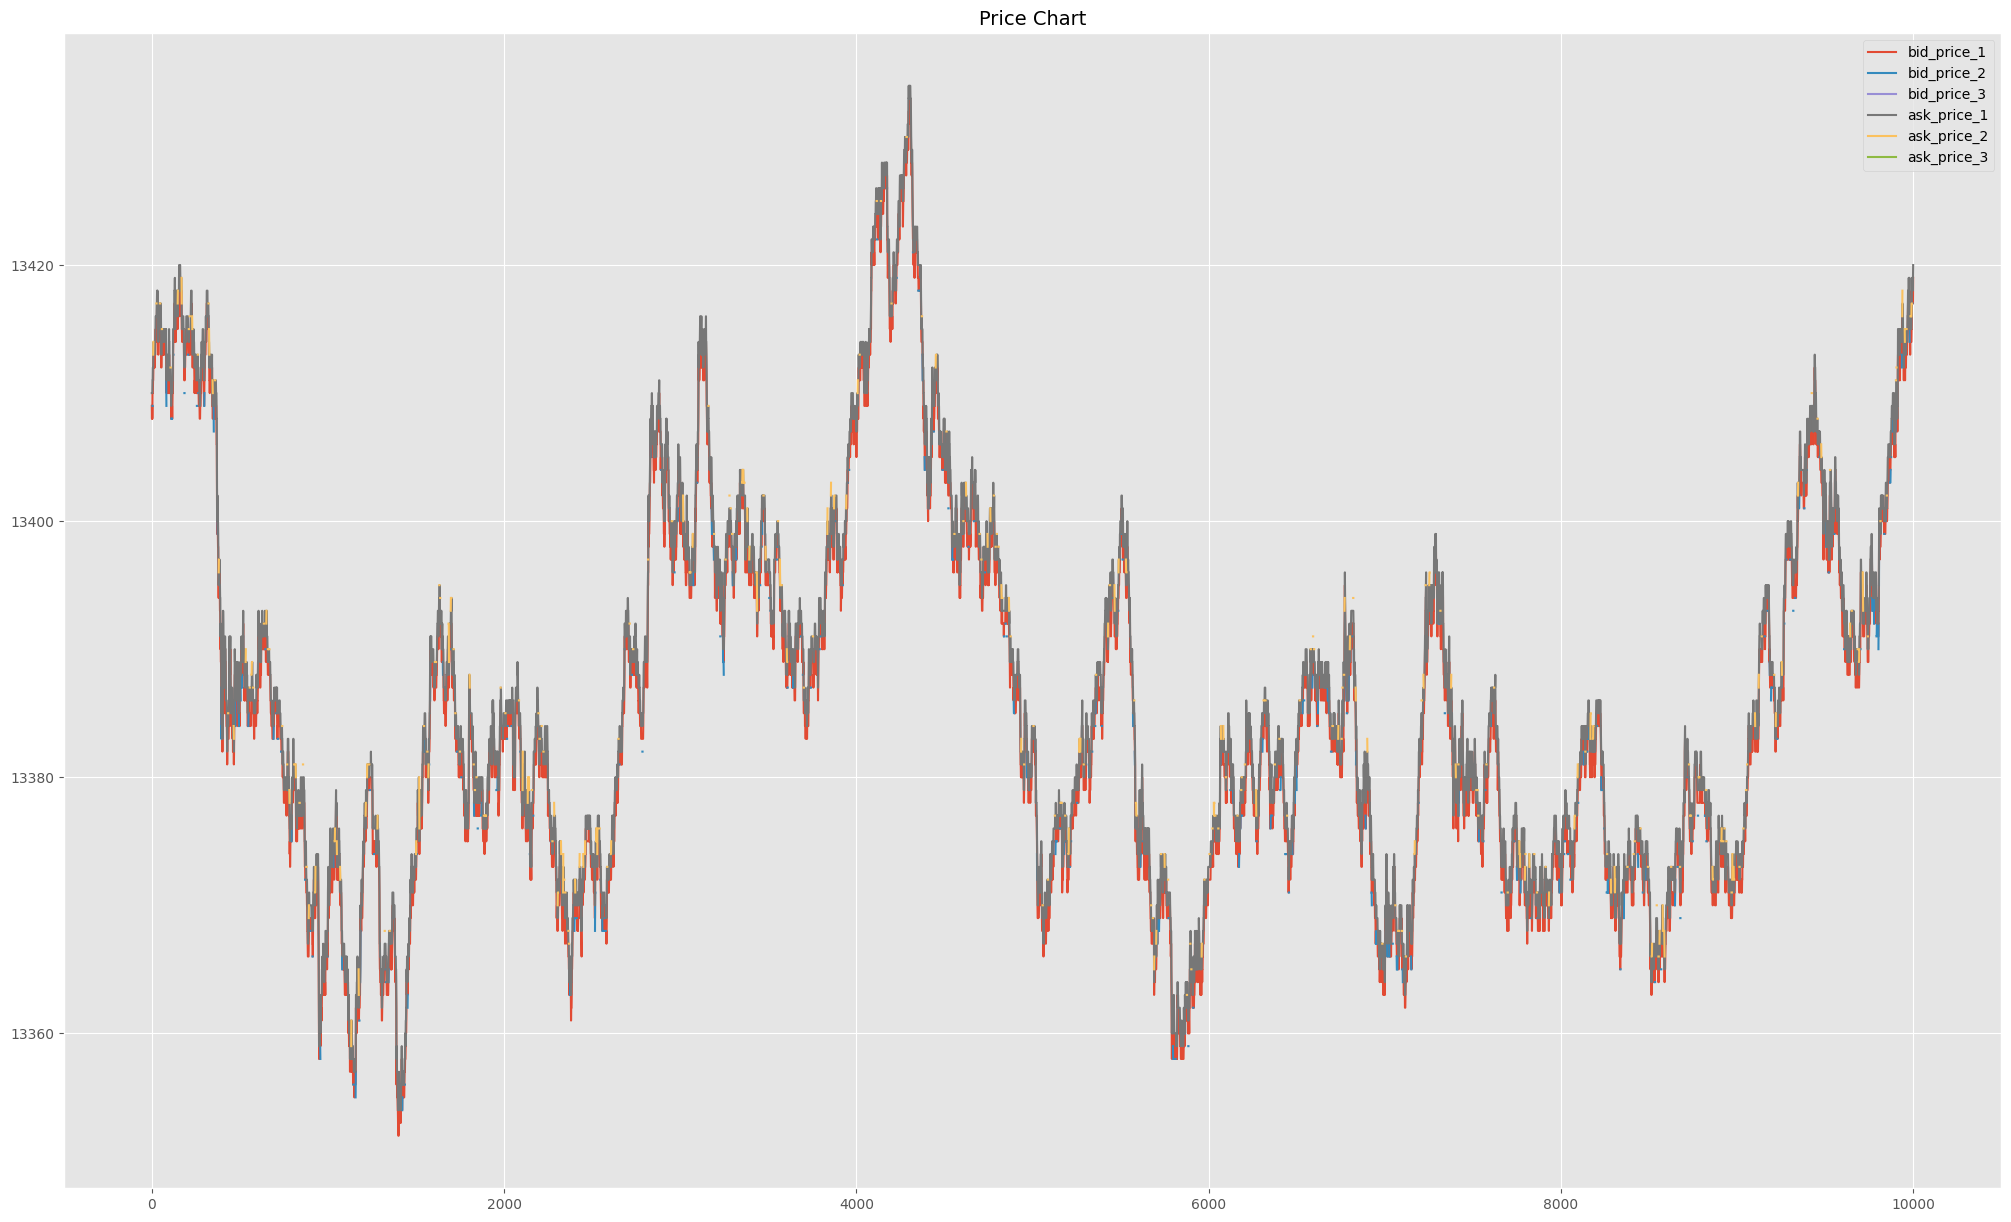 Price Chart
bid_price_1
bid_price_2
bid_price_3
ask_price_1
ask_price_2
ask_price_3
13420
13400
13380
13360
0 2000 4000 6000 8000 10000